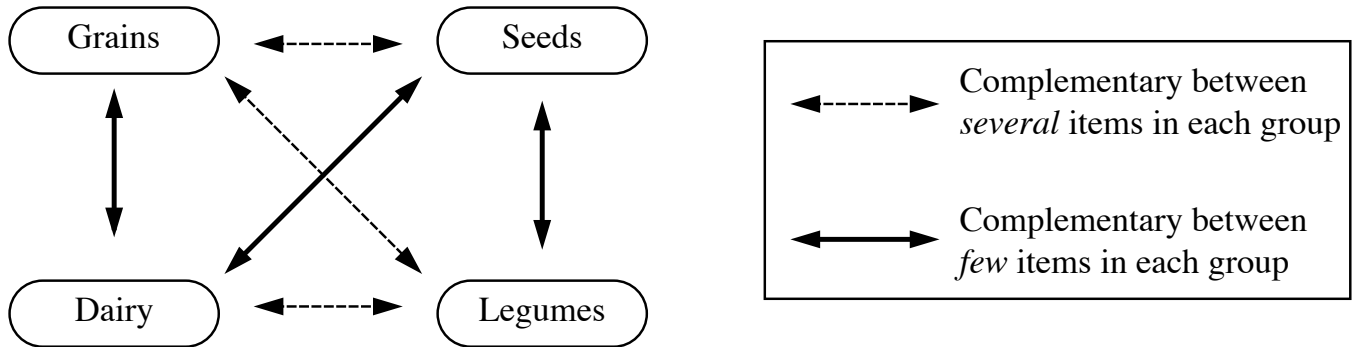 Grains
Seeds
Dairy
Legumes
Complementary between
several items in each group
Complementary between
few items in each group